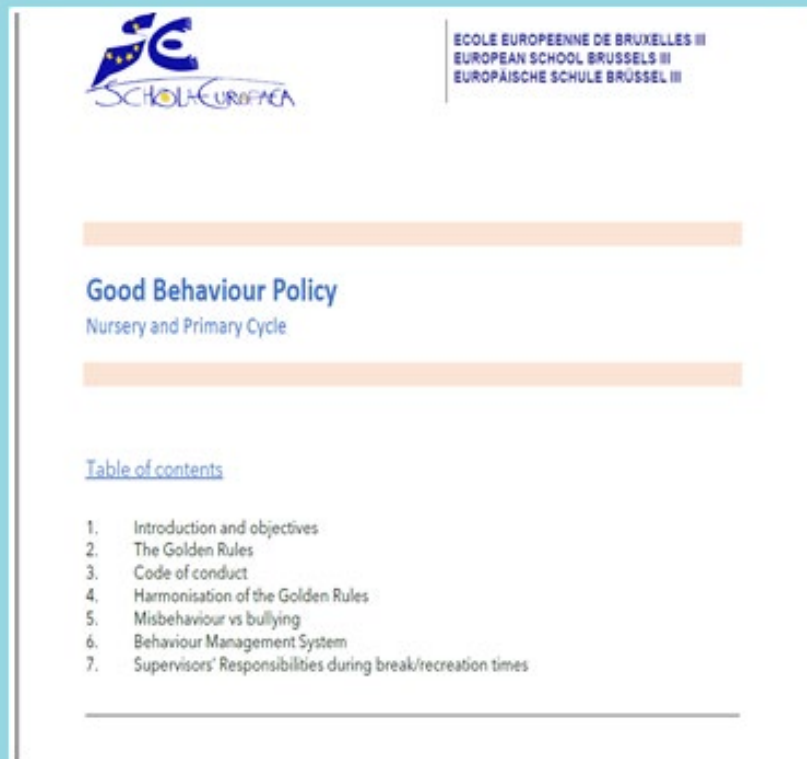 SCHOLA EUROPAEA
ECOLE EUROPEENNE DE BRUXELLES III
EUROPEAN SCHOOL BRUSSELS III
EUROPÄISCHE SCHULE BRÜSSEL III
Good Behaviour Policy
Nursery and Primary Cycle
Table of contents
1. Introduction and objectives
2. The Golden Rules
3. Code of conduct
4. Harmonisation of the Golden Rules
5. Misbehaviour vs bullying
6. Behaviour Management System
7. Supervisors' Responsibilities during break/recreation times